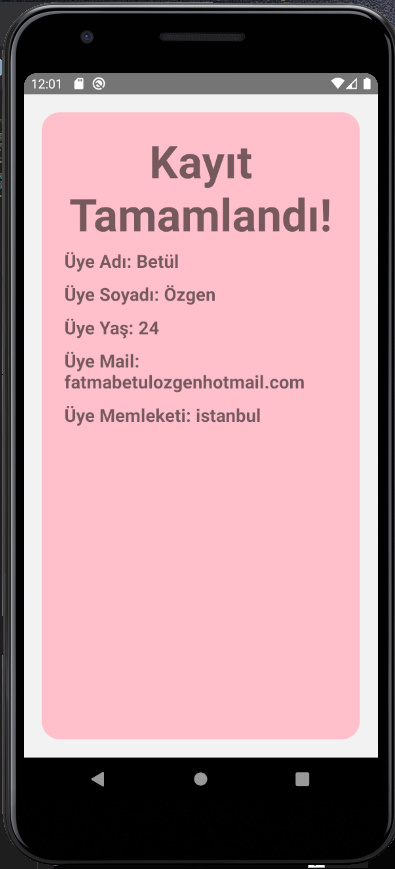 12:01
Kayıt
Tamamlandı!
Üye Adı: Betül
Üye Soyadı: Özgen
Üye Yaş: 24
Üye Mail:
fatmabetulozgenhotmail.com
Üye Memleketi: istanbul